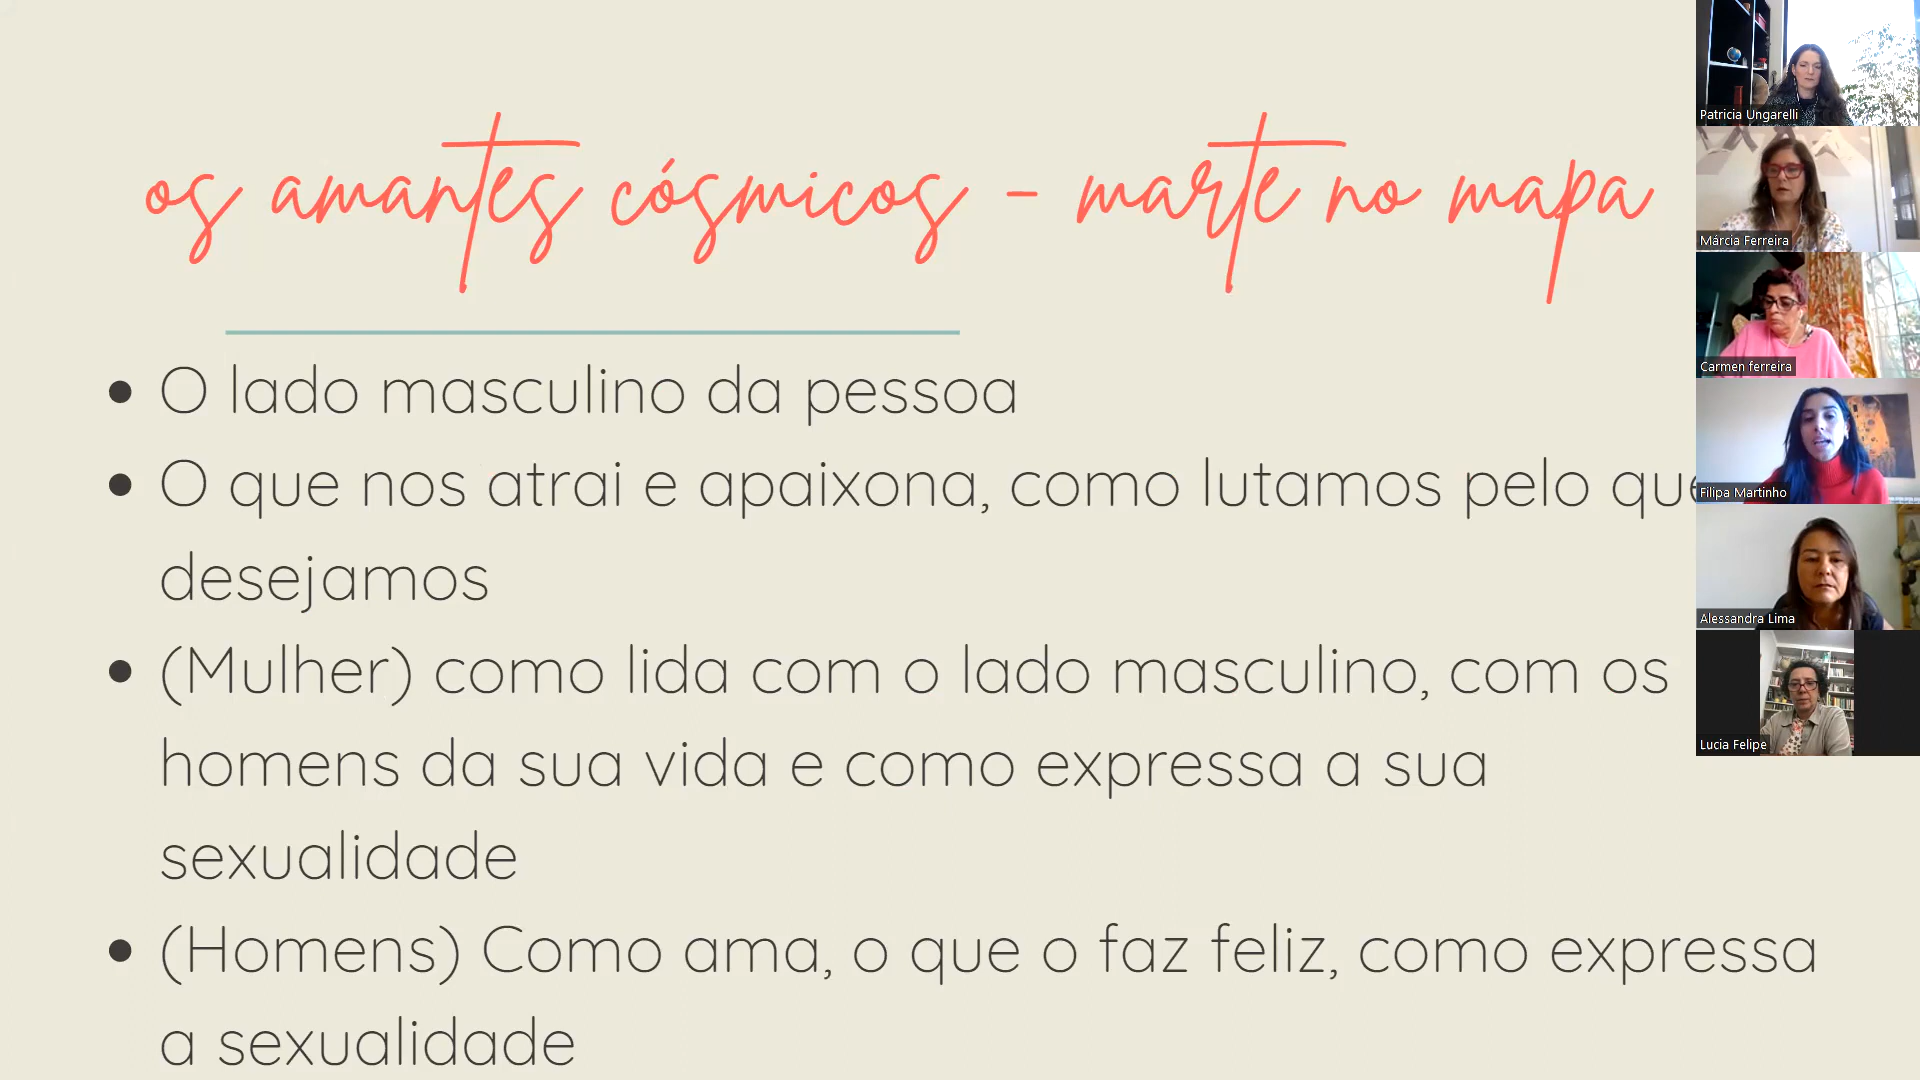 os amantes cósmicos - marte no mapa
O lado masculino da pessoa
O que nos atrai e apaixona, como lutamos pelo que
desejamos
(Mulher) como lida com o lado masculino, com os
homens da sua vida e como expressa a sua
sexualidade
(Homens) Como ama, o que o faz feliz, como expressa
a sexualidade
Patricia Ungarelli
Márcia Ferreira
Carmen ferreira
Filipa Martinho
Alessandra Lima
Lucia Felipe